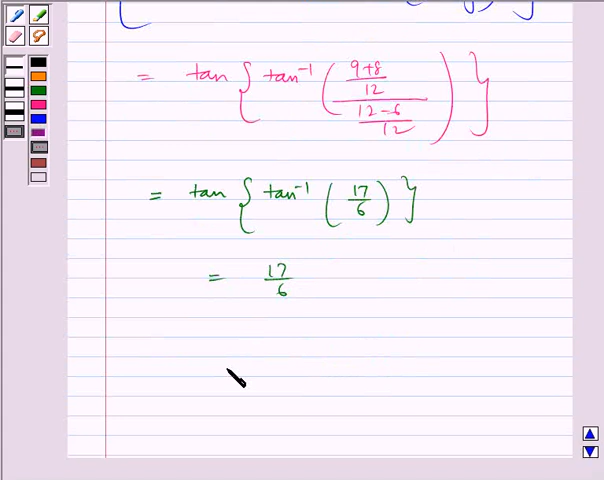 = tan { tan⁻¹ ( (9+8)/12 / (12-6)/12 ) }
= tan { tan⁻¹ ( 17/6 ) }
= 17/6